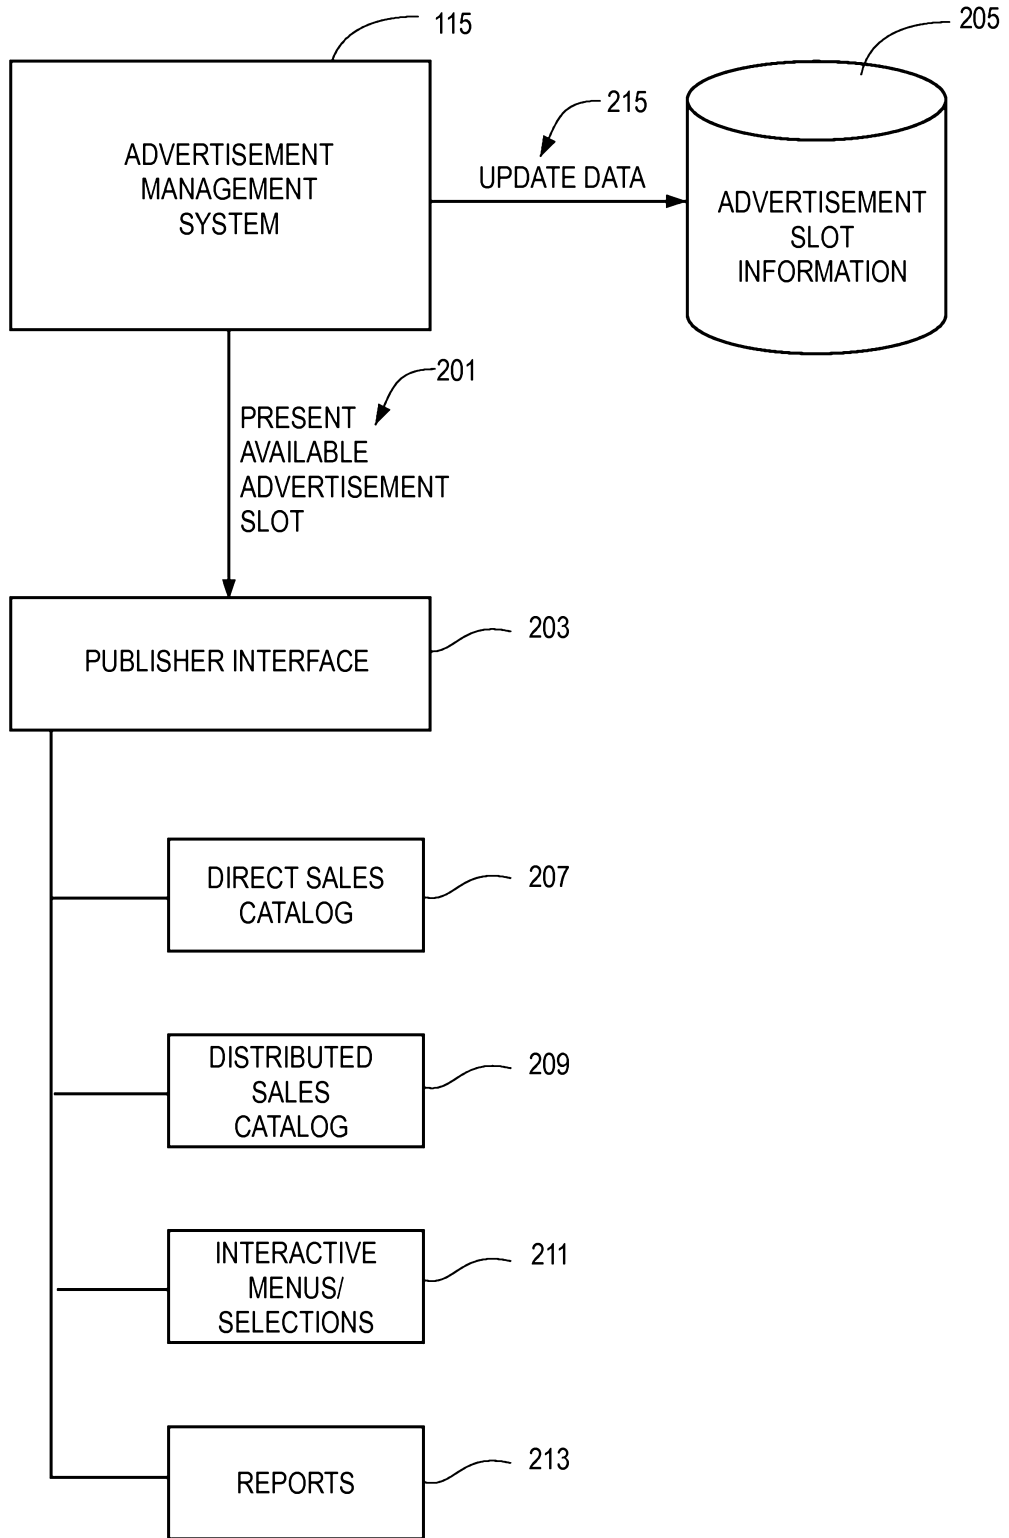 115
205
ADVERTISEMENT
MANAGEMENT
SYSTEM
215
UPDATE DATA
ADVERTISEMENT
SLOT
INFORMATION
201
PRESENT
AVAILABLE
ADVERTISEMENT
SLOT
PUBLISHER INTERFACE
203
DIRECT SALES
CATALOG
207
DISTRIBUTED
SALES
CATALOG
209
INTERACTIVE
MENUS/
SELECTIONS
211
REPORTS
213